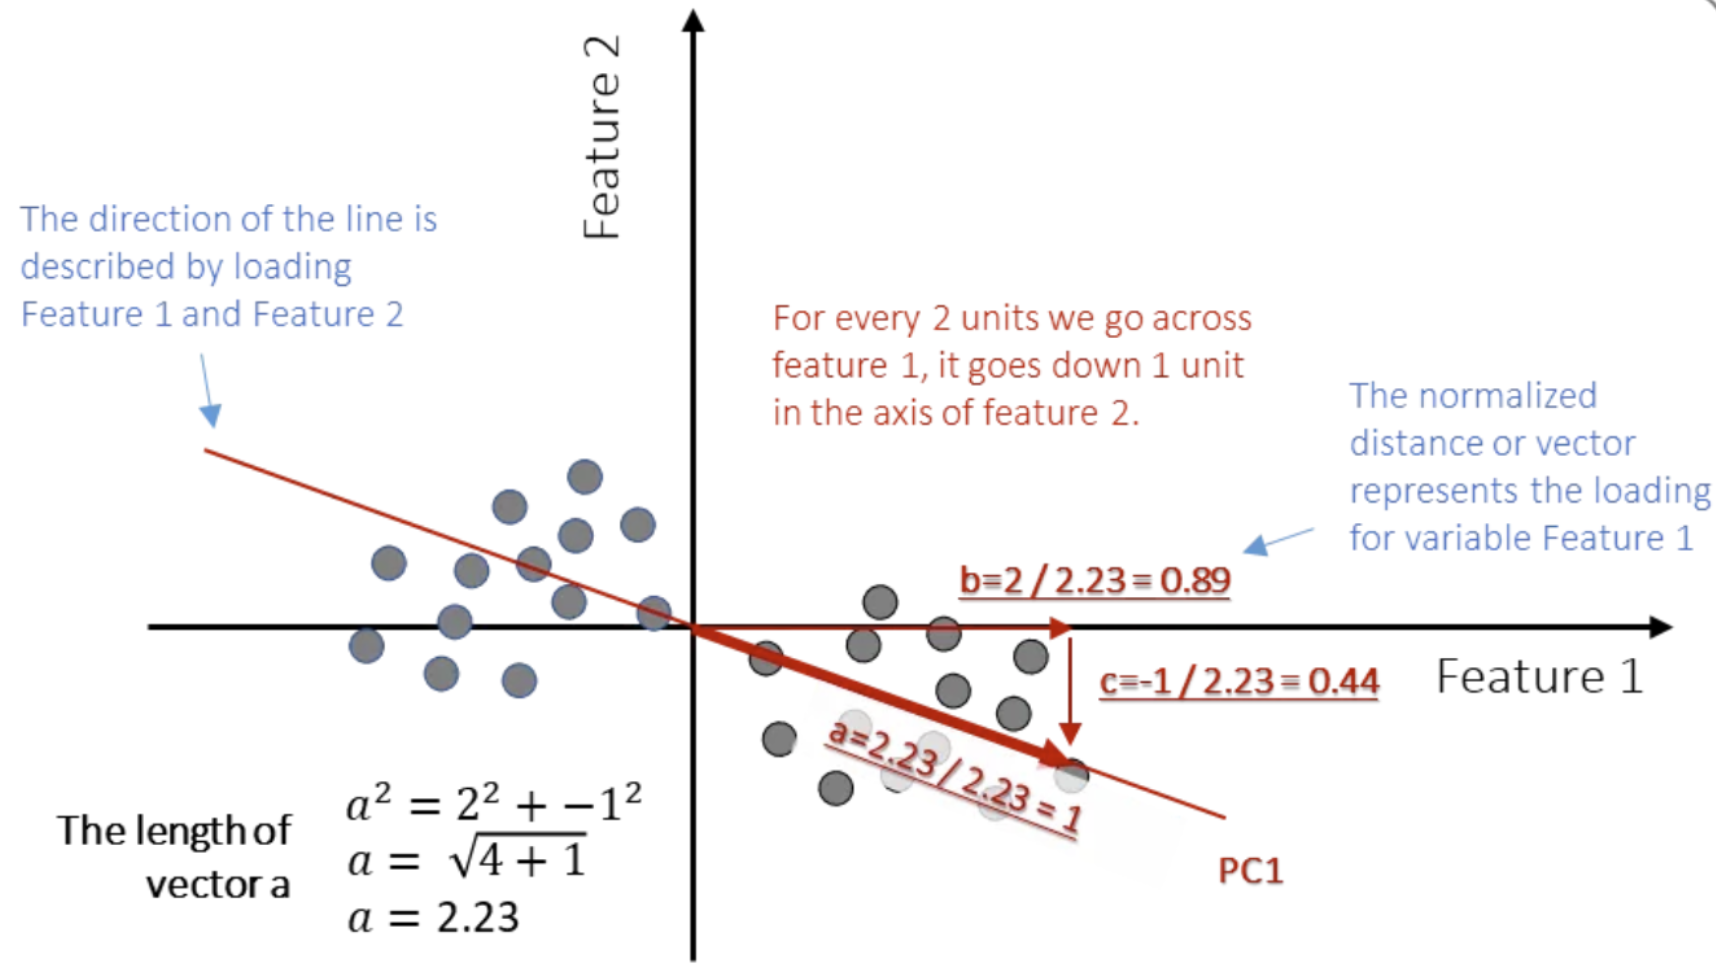 Feature 2
The direction of the line is
described by loading
Feature 1 and Feature 2
For every 2 units we go across
feature 1, it goes down 1 unit
in the axis of feature 2.
The normalized
distance or vector
represents the loading
for variable Feature 1
b=2 / 2.23 = 0.89
c=-1 / 2.23 = 0.44
Feature 1
a=2.23 / 2.23 = 1
PC1
The length of
vector a
a² = 2² + −1²
a = √4 + 1
a = 2.23